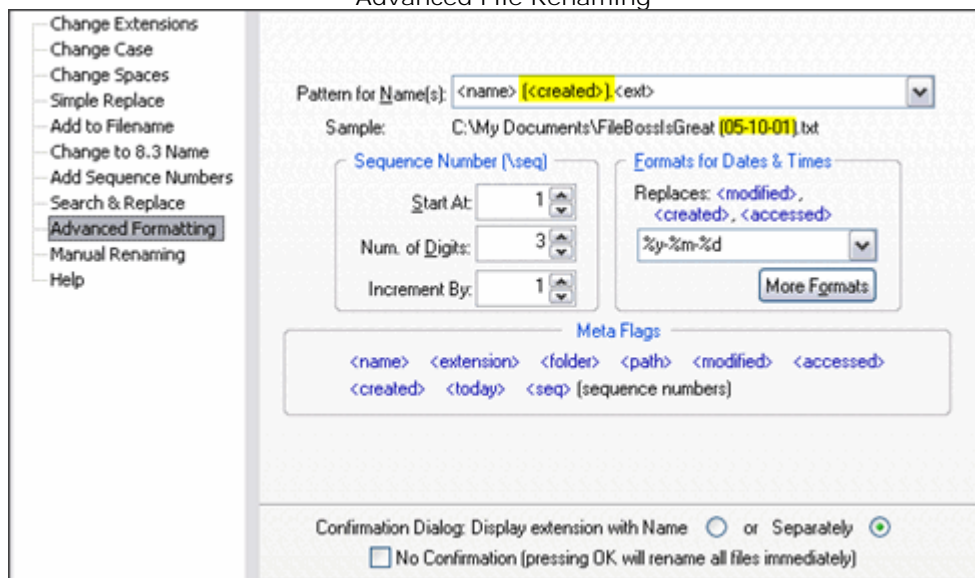 Advanced File Renaming
Change Extensions
Change Case
Change Spaces
Simple Replace
Add to Filename
Change to 8.3 Name
Add Sequence Numbers
Search & Replace
Advanced Formatting
Manual Renaming
Help
Pattern for Name(s): <name> (<created>).<ext>
Sample: C:\My Documents\FileBossIsGreat (05-10-01).txt
Sequence Number (\seq)
Start At: 1
Num. of Digits: 3
Increment By: 1
Formats for Dates & Times
Replaces: <modified>,
<created>, <accessed>
%y-%m-%d
More Formats
Meta Flags
<name> <extension> <folder> <path> <modified> <accessed>
<created> <today> <seq> (sequence numbers)
Confirmation Dialog: Display extension with Name or Separately
No Confirmation (pressing OK will rename all files immediately)